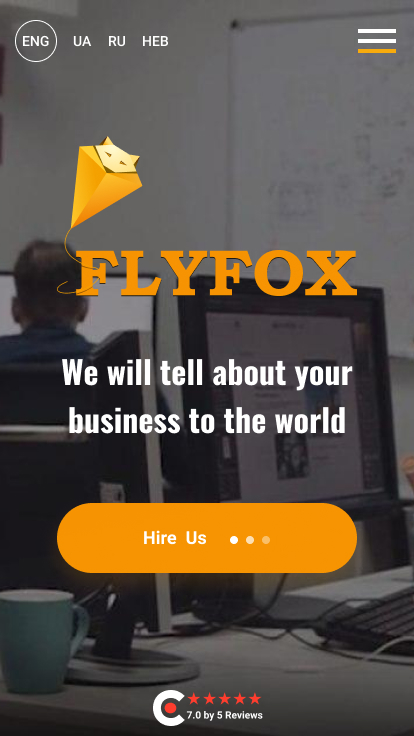 ENG UA RU HEB
FLYFOX
We will tell about your
business to the world
Hire Us
7.0 by 5 Reviews